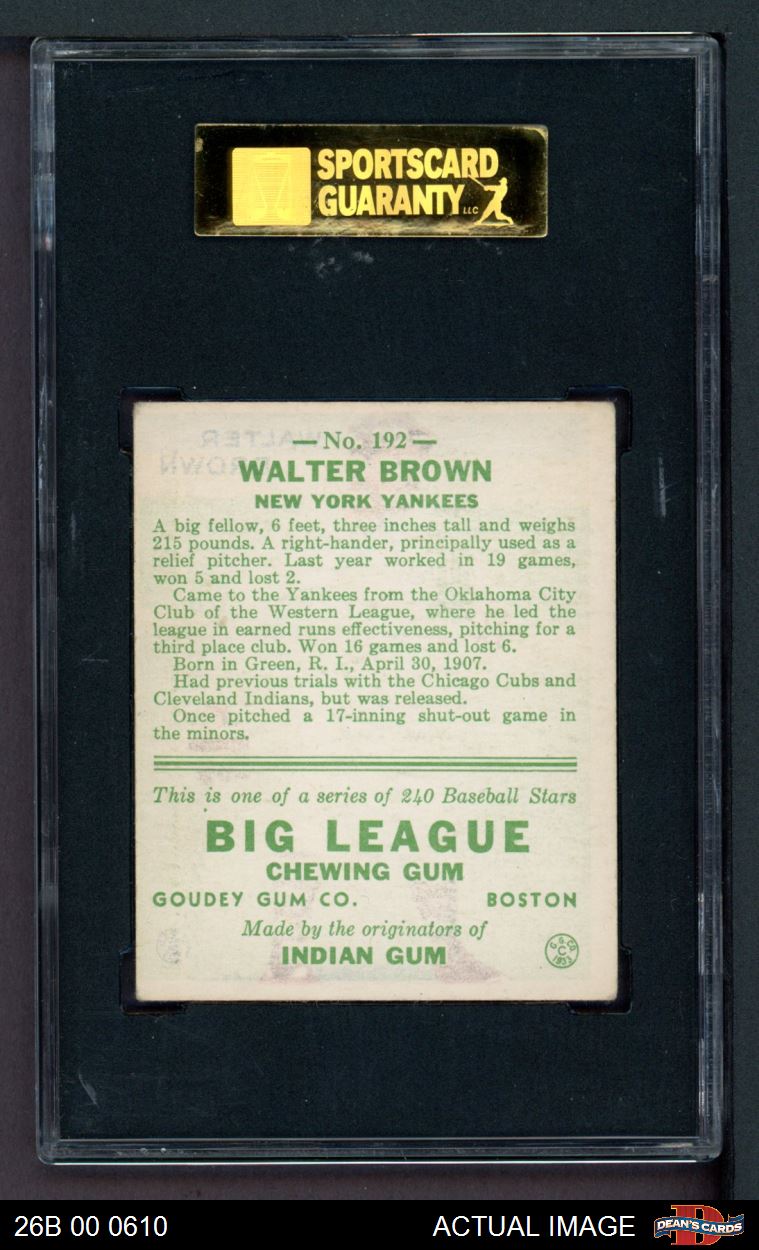 SPORTSCARD
GUARANTY LLC
— No. 192 —
WALTER BROWN
NEW YORK YANKEES
A big fellow, 6 feet, three inches tall and weighs
215 pounds. A right-hander, principally used as a
relief pitcher. Last year worked in 19 games,
won 5 and lost 2.
Came to the Yankees from the Oklahoma City
Club of the Western League, where he led the
league in earned runs effectiveness, pitching for a
third place club. Won 16 games and lost 6.
Born in Green, R. I., April 30, 1907.
Had previous trials with the Chicago Cubs and
Cleveland Indians, but was released.
Once pitched a 17-inning shut-out game in
the minors.
This is one of a series of 240 Baseball Stars
BIG LEAGUE
CHEWING GUM
GOUDEY GUM CO. BOSTON
Made by the originators of
INDIAN GUM
G. G. CO.
C
1933
26B 00 0610 ACTUAL IMAGE DEAN'S CARDS